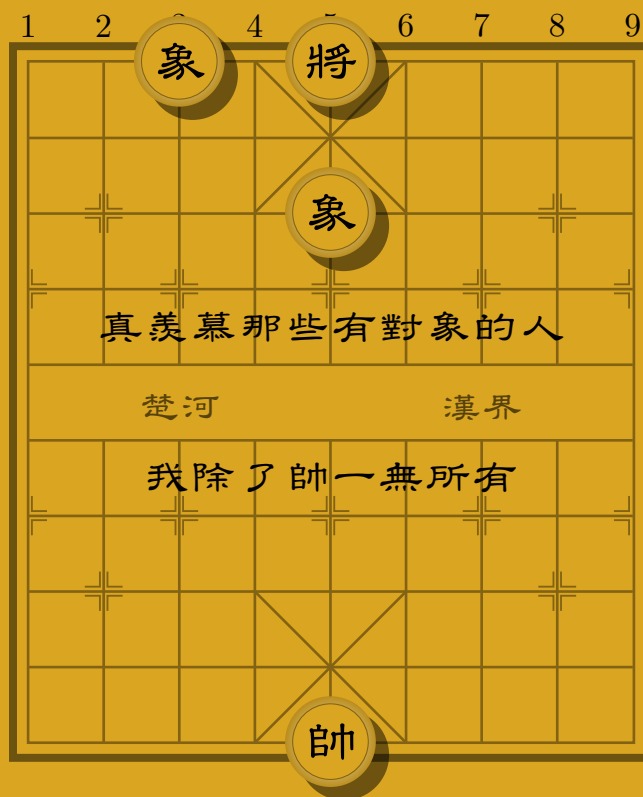 1 2 3 4 5 6 7 8 9
象 將
象
真羨慕那些有對象的人
楚河 漢界
我除了帥一無所有
帥